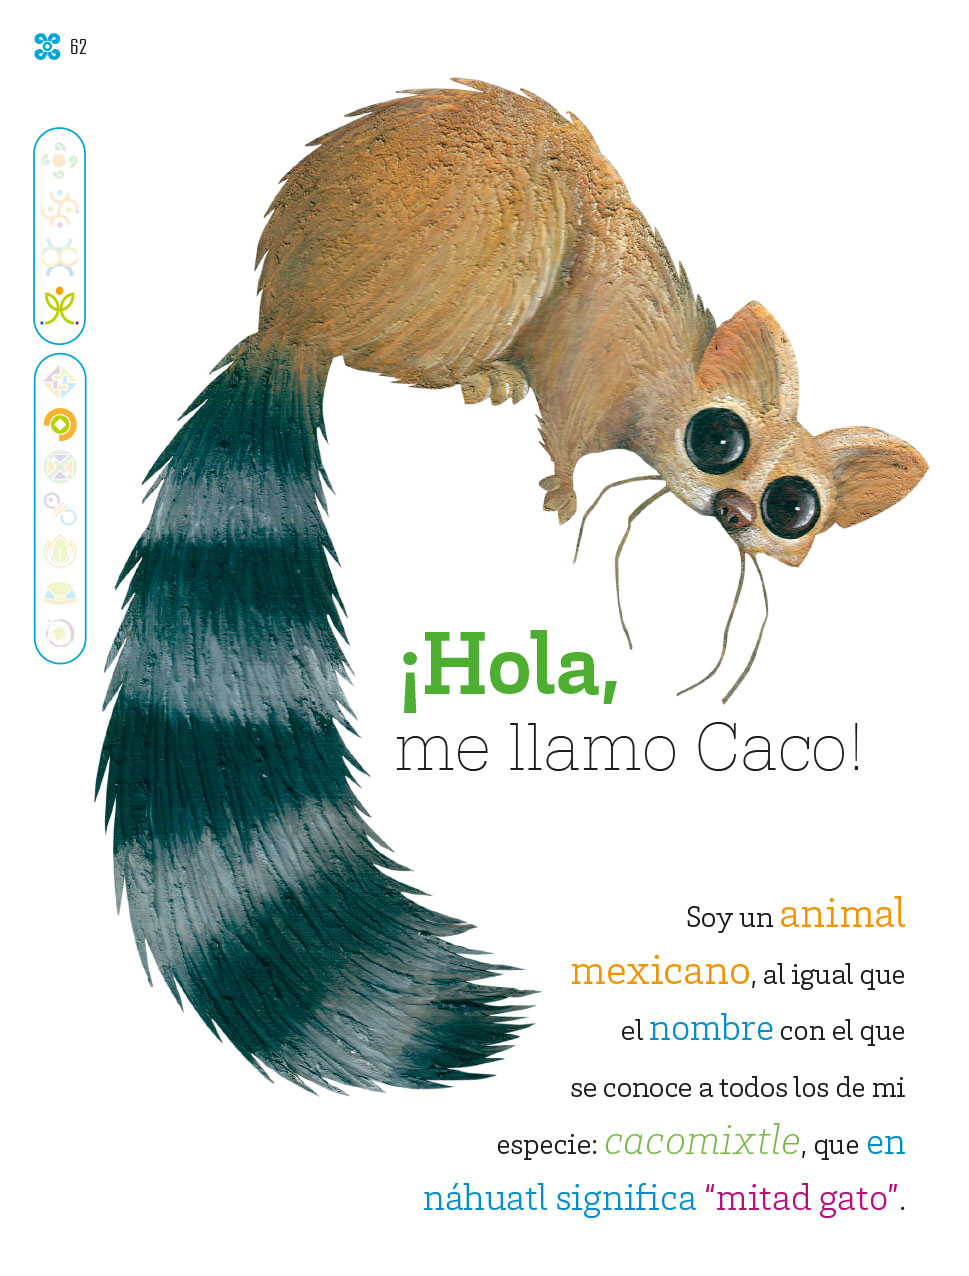 62
¡Hola,
me llamo Caco!
Soy un animal
mexicano, al igual que
el nombre con el que
se conoce a todos los de mi
especie: cacomixtle, que en
náhuatl significa “mitad gato”.